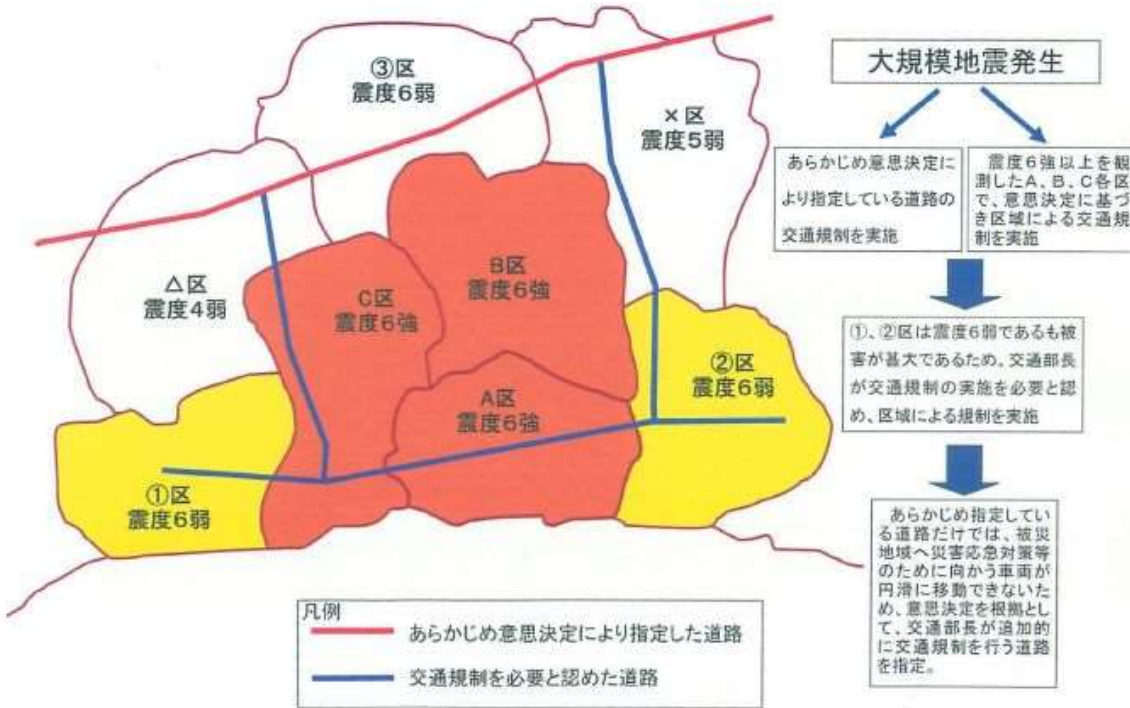 ③区
震度6弱
×区
震度5弱
△区
震度4弱
C区
震度6強
B区
震度6強
A区
震度6強
①区
震度6弱
②区
震度6弱
凡例
あらかじめ意思決定により指定した道路
交通規制を必要と認めた道路
大規模地震発生
あらかじめ意思決定に
より指定している道路の
交通規制を実施
震度6強以上を観
測したA、B、C各区
で、意思決定に基づ
き区域による交通規
制を実施
①、②区は震度6弱であるも被
害が甚大であるため、交通部長
が交通規制の実施を必要と認
め、区域による規制を実施
あらかじめ指定してい
る道路だけでは、被災
地域へ災害応急対策等
のために向かう車両が
円滑に移動できないた
め、意思決定を根拠とし
て、交通部長が追加的
に交通規制を行う道路
を指定。